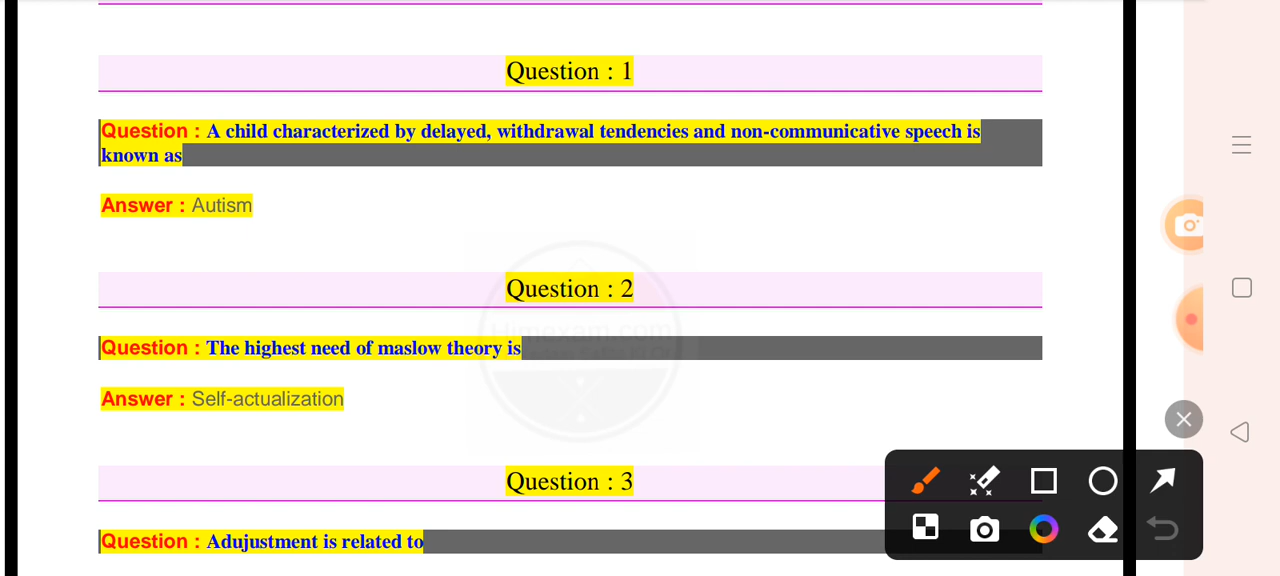 Question : 1
Question : A child characterized by delayed, withdrawal tendencies and non-communicative speech is
known as
Answer : Autism
Question : 2
Himexam.com
Question : The highest need of maslow theory is
Answer : Self-actualization
Question : 3
Question : Adujustment is related to